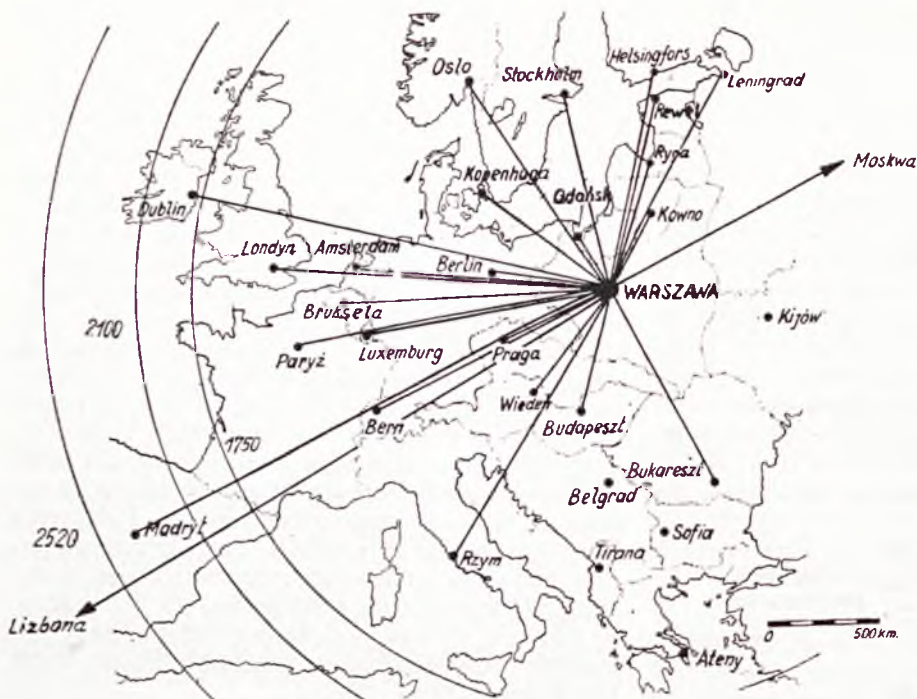 Oslo
Stockholm
Helsingfors
Leningrad
Rewel
Ryga
Moskwa
Kopenhaga
Gdańsk
Kowno
Dublin
Londyn
Amsterdam
Berlin
WARSZAWA
Bruksela
Kijów
2100
Paryż
Luxemburg
Praga
Wiedeń
Bern
Budapeszt
1750
Bukareszt
Belgrad
Madryt
2520
Sofia
Rzym
Tirana
Lizbona
0
500 km.
Ateny